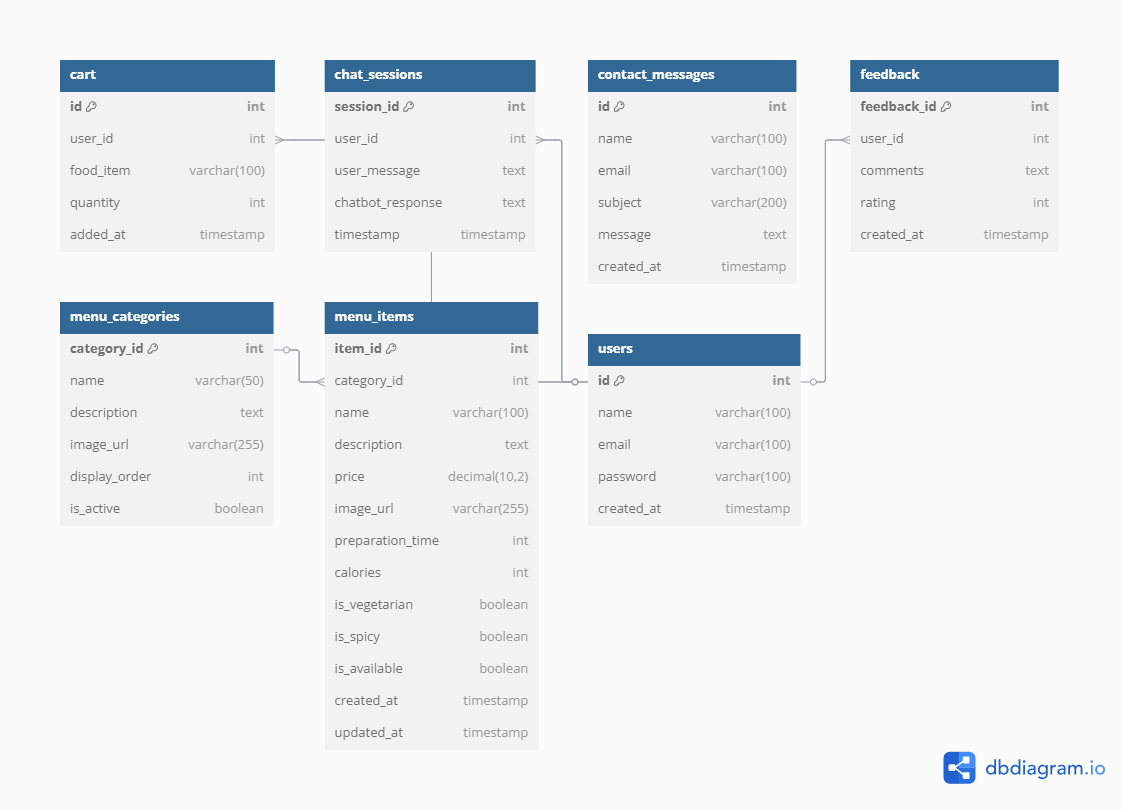 cart
id int
user_id int
food_item varchar(100)
quantity int
added_at timestamp
chat_sessions
session_id int
user_id int
user_message text
chatbot_response text
timestamp timestamp
contact_messages
id int
name varchar(100)
email varchar(100)
subject varchar(200)
message text
created_at timestamp
feedback
feedback_id int
user_id int
comments text
rating int
created_at timestamp
menu_categories
category_id int
name varchar(50)
description text
image_url varchar(255)
display_order int
is_active boolean
menu_items
item_id int
category_id int
name varchar(100)
description text
price decimal(10,2)
image_url varchar(255)
preparation_time int
calories int
is_vegetarian boolean
is_spicy boolean
is_available boolean
created_at timestamp
updated_at timestamp
users
id int
name varchar(100)
email varchar(100)
password varchar(100)
created_at timestamp
dbdiagram.io